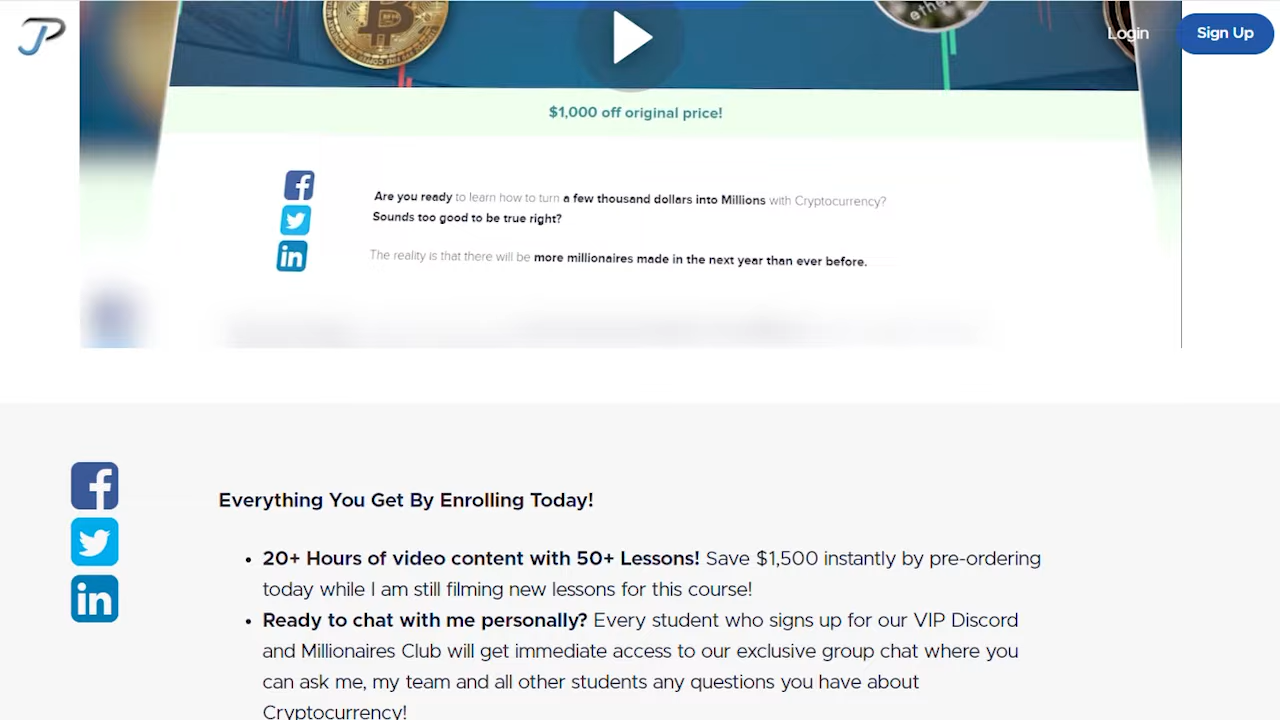 JP
Login
Sign Up
$1,000 off original price!
Are you ready to learn how to turn a few thousand dollars into Millions with Cryptocurrency?
Sounds too good to be true right?
The reality is that there will be more millionaires made in the next year than ever before.
Everything You Get By Enrolling Today!
• 20+ Hours of video content with 50+ Lessons! Save $1,500 instantly by pre-ordering
today while I am still filming new lessons for this course!
• Ready to chat with me personally? Every student who signs up for our VIP Discord
and Millionaires Club will get immediate access to our exclusive group chat where you
can ask me, my team and all other students any questions you have about
Cryptocurrency!